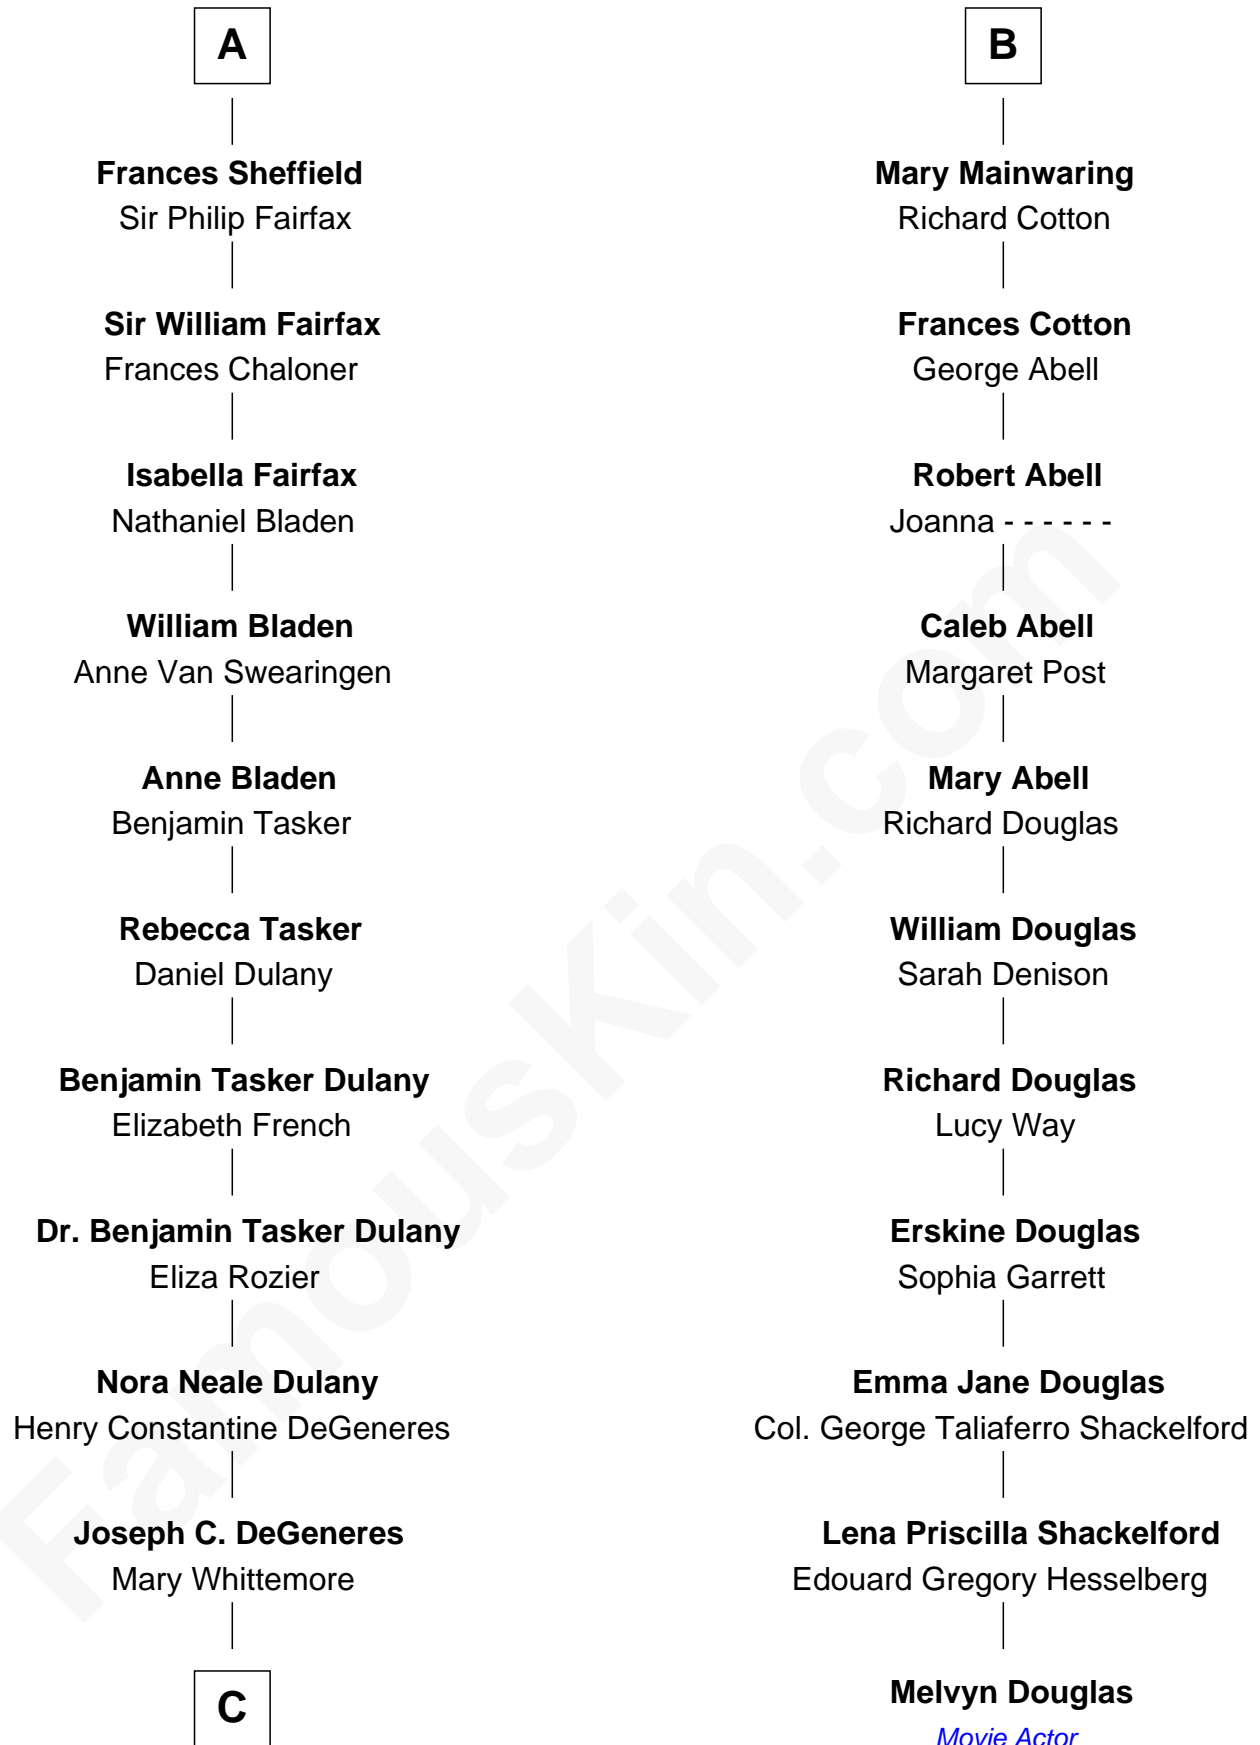 A
Frances Sheffield
Sir Philip Fairfax
Sir William Fairfax
Frances Chaloner
Isabella Fairfax
Nathaniel Bladen
William Bladen
Anne Van Swearingen
Anne Bladen
Benjamin Tasker
Rebecca Tasker
Daniel Dulany
Benjamin Tasker Dulany
Elizabeth French
Dr. Benjamin Tasker Dulany
Eliza Rozier
Nora Neale Dulany
Henry Constantine DeGeneres
Joseph C. DeGeneres
Mary Whittemore
C
B
Mary Mainwaring
Richard Cotton
Frances Cotton
George Abell
Robert Abell
Joanna - - - - - -
Caleb Abell
Margaret Post
Mary Abell
Richard Douglas
William Douglas
Sarah Denison
Richard Douglas
Lucy Way
Erskine Douglas
Sophia Garrett
Emma Jane Douglas
Col. George Taliaferro Shackelford
Lena Priscilla Shackelford
Edouard Gregory Hesselberg
Melvyn Douglas
Movie Actor
FamousKin.com